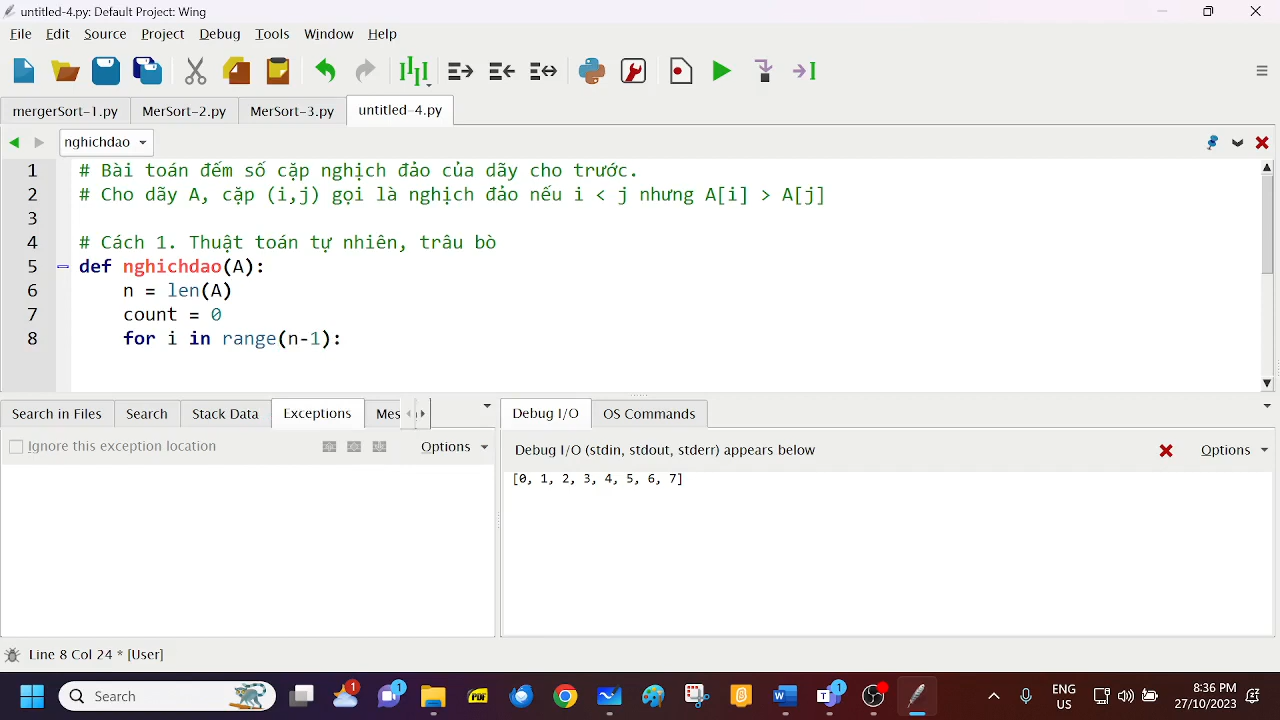 untitled-4.py: Default Project: Wing
File Edit Source Project Debug Tools Window Help
mergerSort-1.py MerSort-2.py MerSort-3.py untitled-4.py
nghichdao
1 # Bài toán đếm số cặp nghịch đảo của dãy cho trước.
2 # Cho dãy A, cặp (i,j) gọi là nghịch đảo nếu i < j nhưng A[i] > A[j]
3
4 # Cách 1. Thuật toán tự nhiên, trâu bò
5 def nghichdao(A):
6 n = len(A)
7 count = 0
8 for i in range(n-1):
Search in Files Search Stack Data Exceptions Mes
Debug I/O OS Commands
Ignore this exception location Options
Debug I/O (stdin, stdout, stderr) appears below Options
[0, 1, 2, 3, 4, 5, 6, 7]
Line 8 Col 24 * [User]
Search
1
1
PDF
1
ENG
US
8:36 PM
27/10/2023